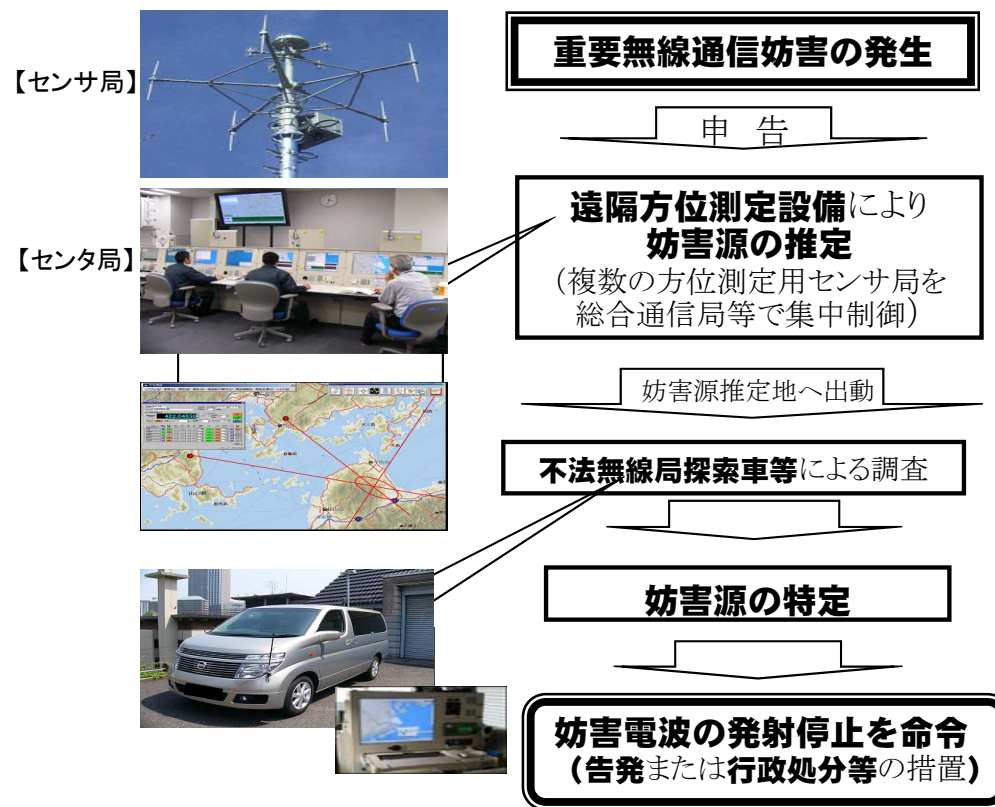 【センサ局】
重要無線通信妨害の発生
申 告
【センタ局】
遠隔方位測定設備により
妨害源の推定
(複数の方位測定用センサ局を
総合通信局等で集中制御)
妨害源推定地へ出動
不法無線局探索車等による調査
妨害源の特定
妨害電波の発射停止を命令
(告発または行政処分等の措置)